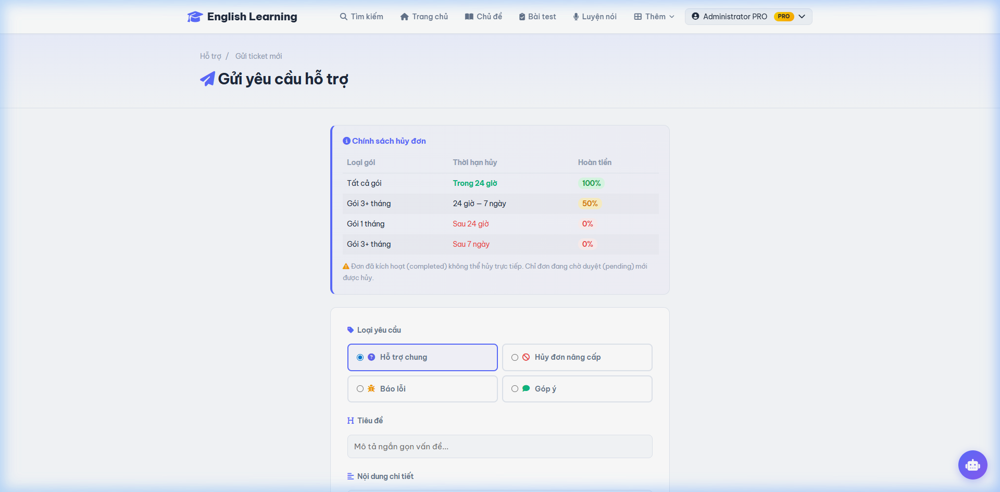 English Learning
Tìm kiếm
Trang chủ
Chủ đề
Bài test
Luyện nói
Thêm
Administrator PRO PRO
Hỗ trợ / Gửi ticket mới
Gửi yêu cầu hỗ trợ
Chính sách hủy đơn
Loại gói Thời hạn hủy Hoàn tiền
Tất cả gói Trong 24 giờ 100%
Gói 3+ tháng 24 giờ — 7 ngày 50%
Gói 1 tháng Sau 24 giờ 0%
Gói 3+ tháng Sau 7 ngày 0%
Đơn đã kích hoạt (completed) không thể hủy trực tiếp. Chỉ đơn đang chờ duyệt (pending) mới
được hủy.
Loại yêu cầu
Hỗ trợ chung
Hủy đơn nâng cấp
Báo lỗi
Góp ý
Tiêu đề
Mô tả ngắn gọn vấn đề...
Nội dung chi tiết